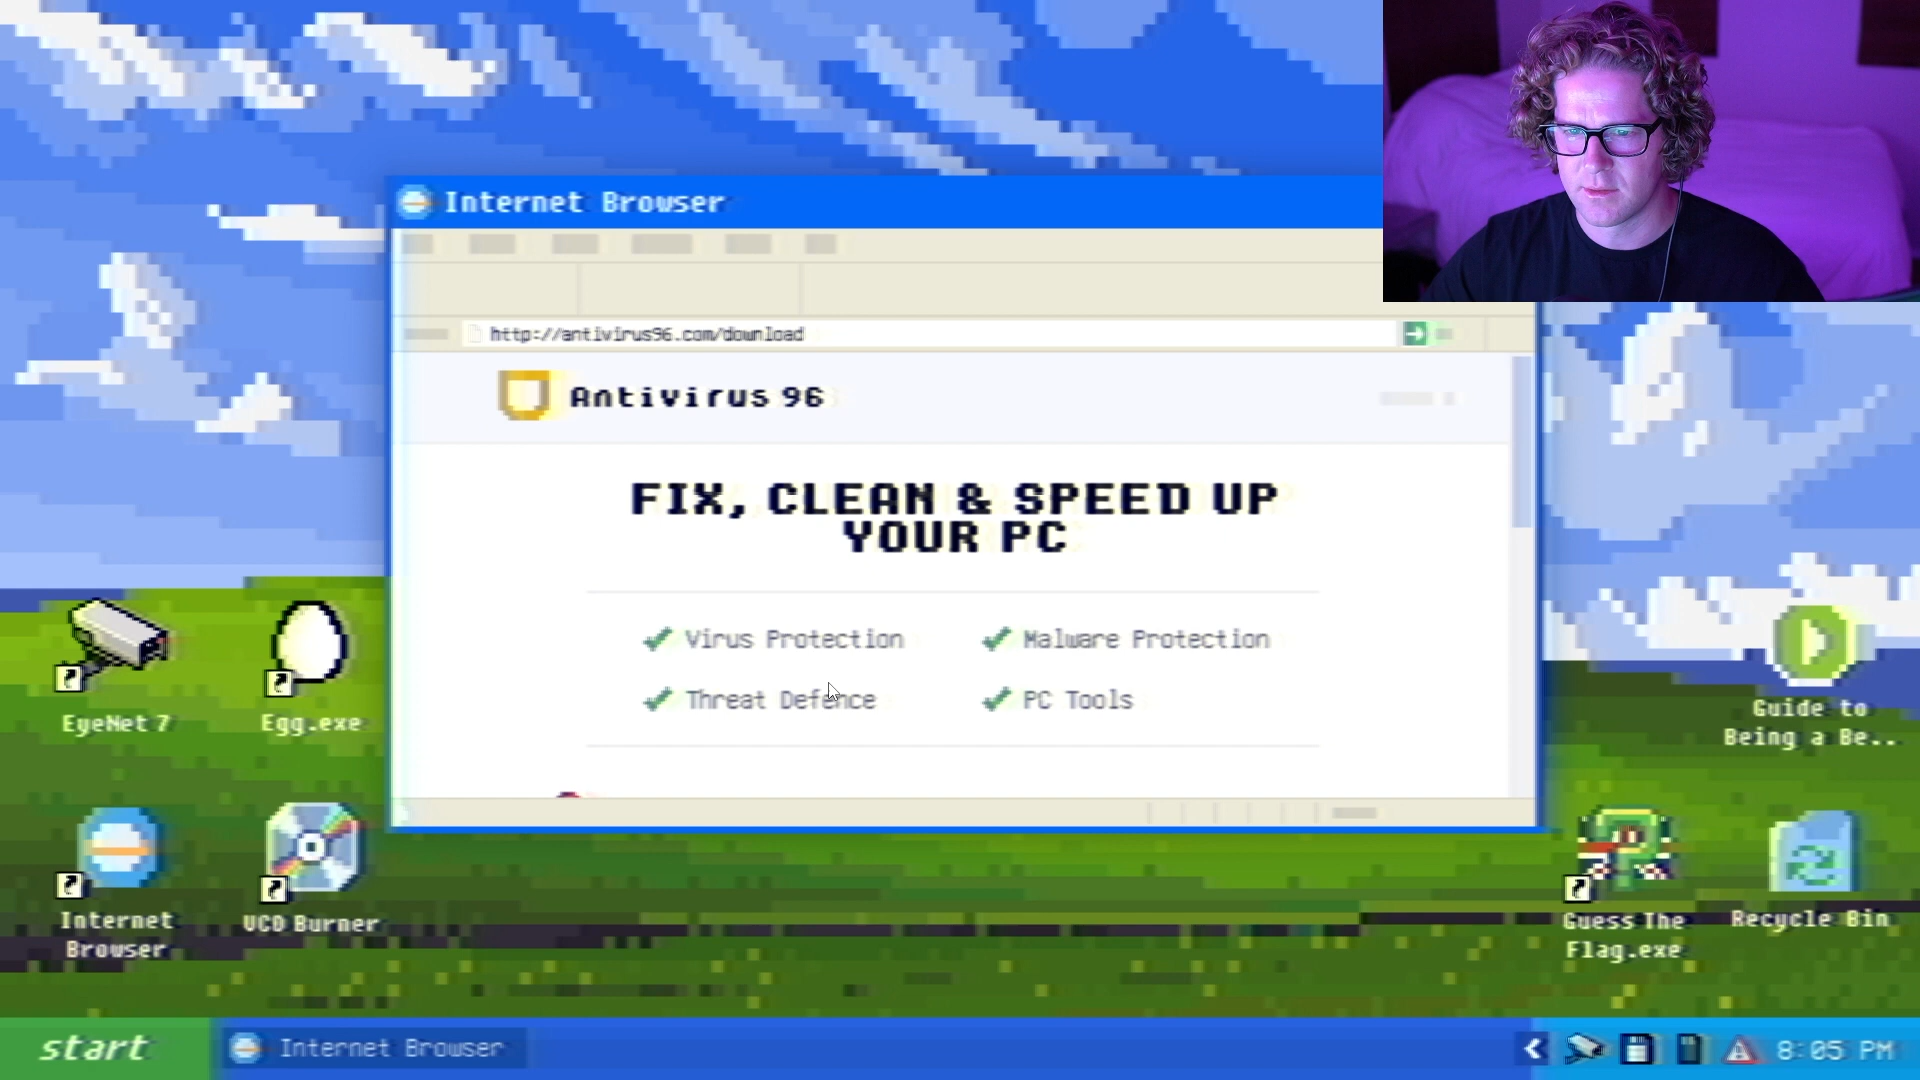 Internet Browser
http://antivirus96.com/download
Antivirus 96
FIX, CLEAN & SPEED UP
YOUR PC
Virus Protection
Malware Protection
Threat Defence
PC Tools
EyeNet 7
Egg.exe
Guide to
Being a Be..
Internet
Browser
VCD Burner
Guess The
Flag.exe
Recycle Bin
start
Internet Browser
8:05 PM